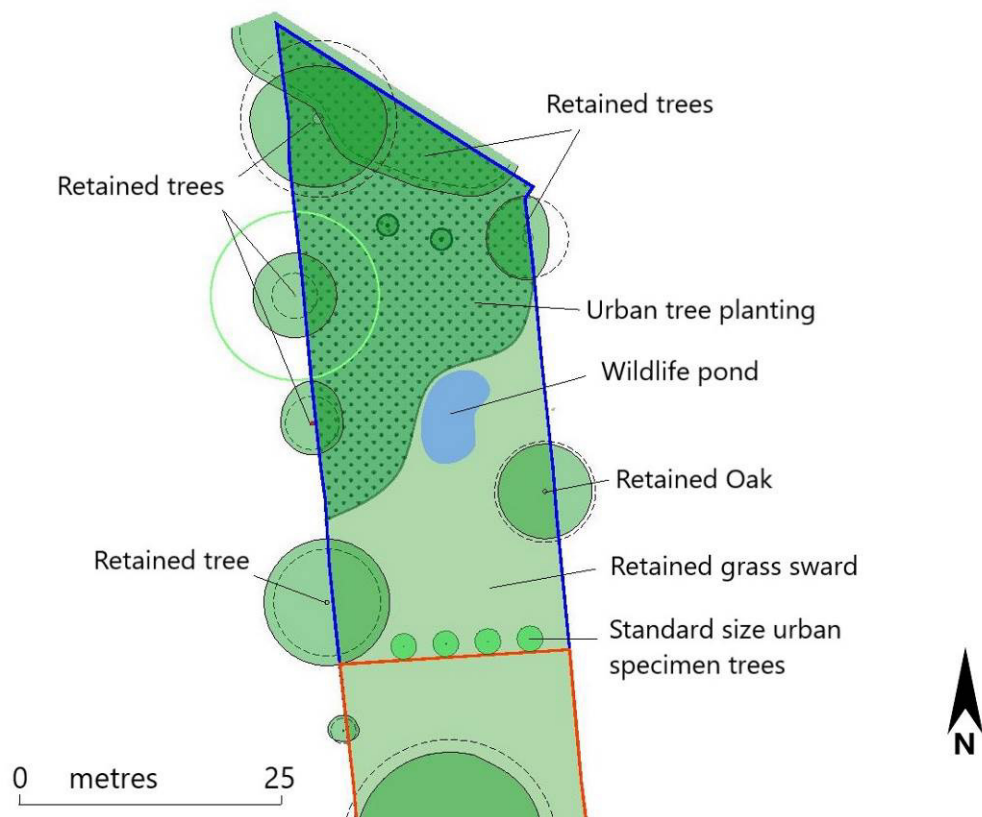 Retained trees
Retained trees
Urban tree planting
Wildlife pond
Retained Oak
Retained tree
Retained grass sward
Standard size urban
specimen trees
0 metres 25
N